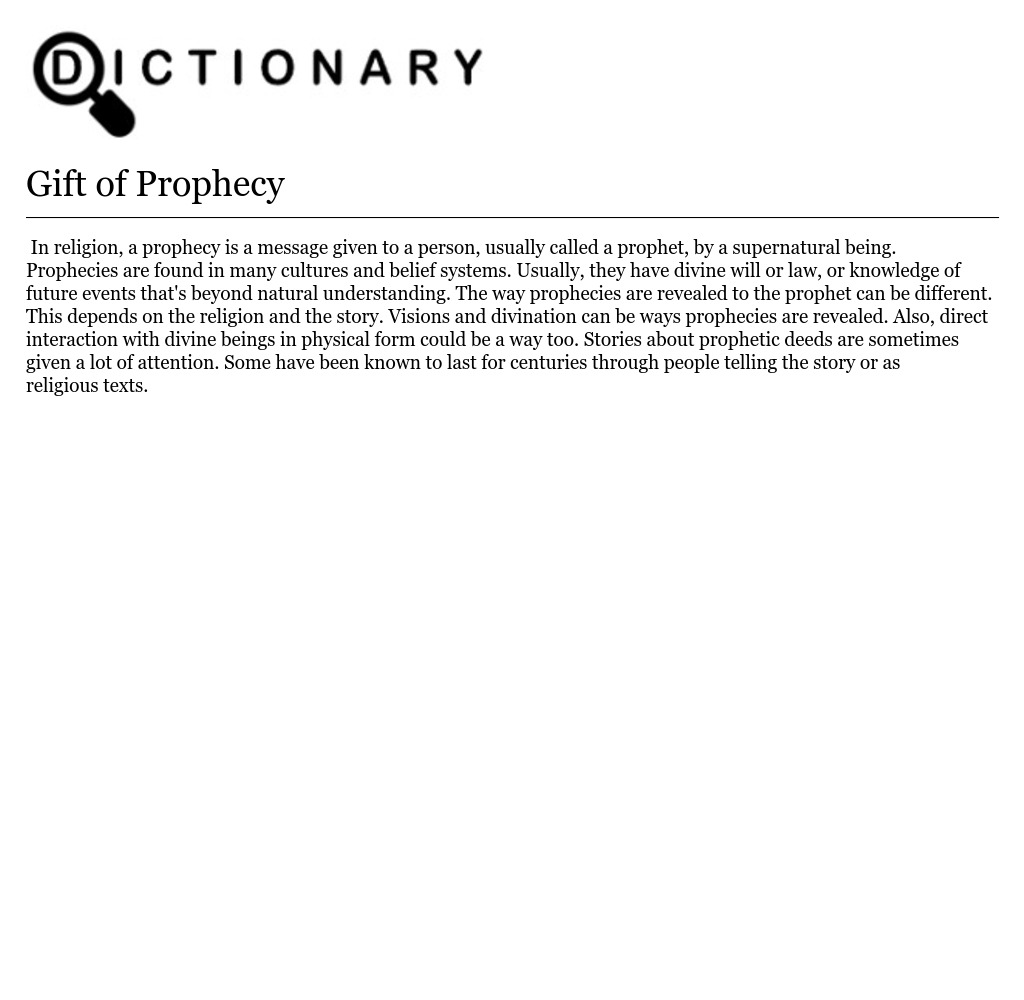 DICTIONARY
Gift of Prophecy
In religion, a prophecy is a message given to a person, usually called a prophet, by a supernatural being.
Prophecies are found in many cultures and belief systems. Usually, they have divine will or law, or knowledge of
future events that's beyond natural understanding. The way prophecies are revealed to the prophet can be different.
This depends on the religion and the story. Visions and divination can be ways prophecies are revealed. Also, direct
interaction with divine beings in physical form could be a way too. Stories about prophetic deeds are sometimes
given a lot of attention. Some have been known to last for centuries through people telling the story or as
religious texts.